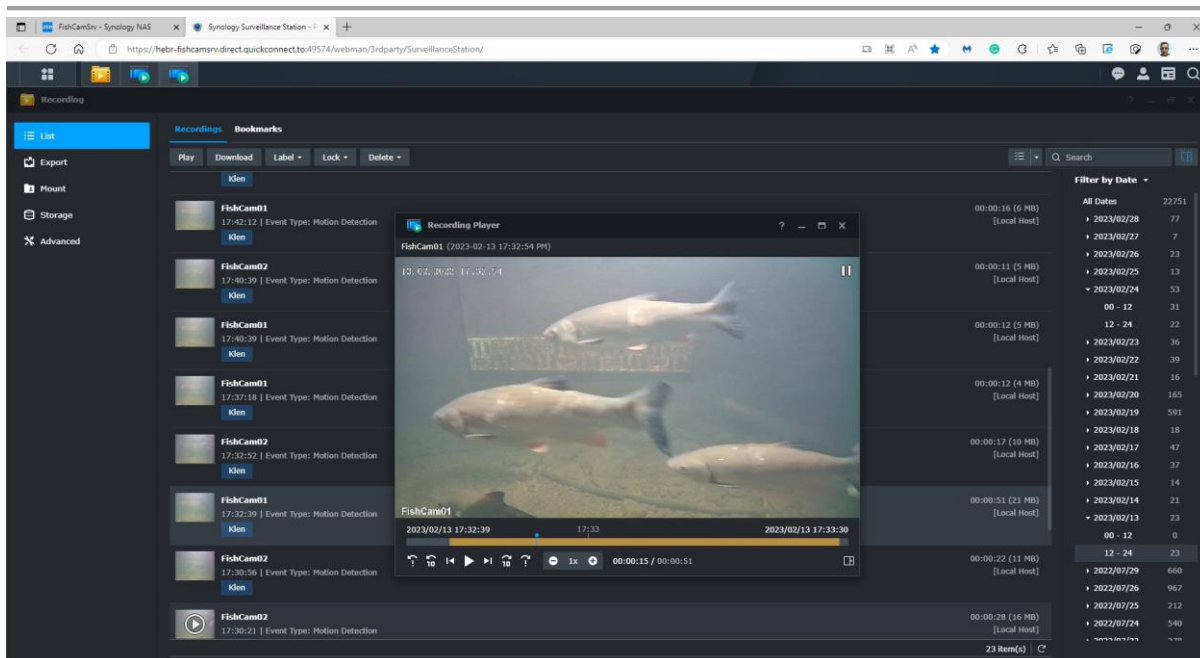 FishCamSrv - Synology NAS
Synology Surveillance Station -
https://hebr-fishcamsrv.direct.quickconnect.to:49574/webman/3rdparty/SurveillanceStation/
Recording
List
Export
Mount
Storage
Advanced
Recordings Bookmarks
Play Download Label Lock Delete
Search
Klen
FishCam01
17:42:12 | Event Type: Motion Detection
Klen
00:00:16 (6 MB)
[Local Host]
FishCam02
17:40:39 | Event Type: Motion Detection
Klen
00:00:11 (5 MB)
[Local Host]
FishCam01
17:40:39 | Event Type: Motion Detection
Klen
00:00:12 (5 MB)
[Local Host]
FishCam01
17:37:18 | Event Type: Motion Detection
Klen
00:00:12 (4 MB)
[Local Host]
FishCam02
17:32:52 | Event Type: Motion Detection
Klen
00:00:17 (10 MB)
[Local Host]
FishCam01
17:32:39 | Event Type: Motion Detection
Klen
00:00:51 (21 MB)
[Local Host]
FishCam02
17:30:56 | Event Type: Motion Detection
Klen
00:00:22 (11 MB)
[Local Host]
FishCam02
17:30:21 | Event Type: Motion Detection
00:00:28 (16 MB)
[Local Host]
23 item(s)
Recording Player
FishCam01 (2023-02-13 17:32:54 PM)
FishCam01
2023/02/13 17:32:39 17:33 2023/02/13 17:33:30
10 10 1x 00:00:15 / 00:00:51
Filter by Date
All Dates 22751
2023/02/28 77
2023/02/27 7
2023/02/26 23
2023/02/25 13
2023/02/24 53
00 - 12 31
12 - 24 22
2023/02/23 36
2023/02/22 39
2023/02/21 16
2023/02/20 165
2023/02/19 591
2023/02/18 18
2023/02/17 47
2023/02/16 37
2023/02/15 14
2023/02/14 21
2023/02/13 23
00 - 12 0
12 - 24 23
2022/07/29 660
2022/07/26 967
2022/07/25 212
2022/07/24 540